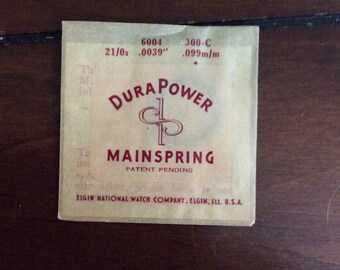 6004 300-C
21/0s .0039" .099m/m
DURAPOWER
MAINSPRING
PATENT PENDING
ELGIN NATIONAL WATCH COMPANY, ELGIN, ILL. U.S.A.